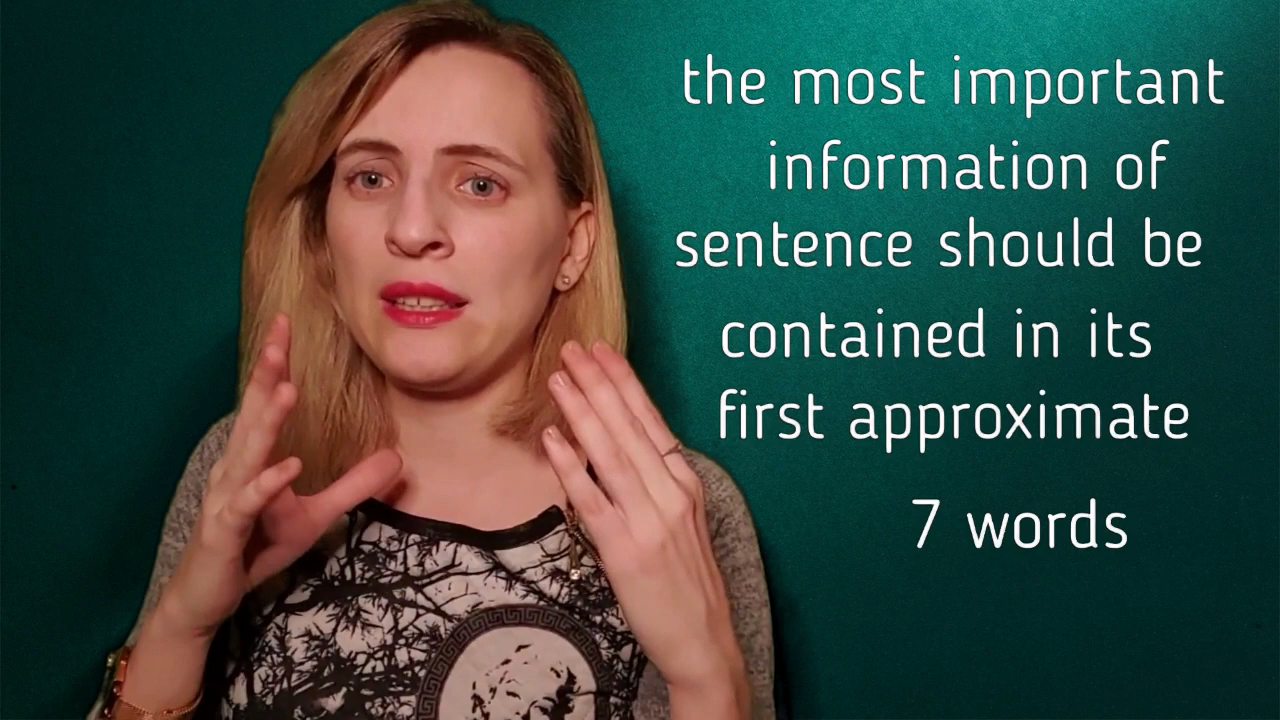 the most important
information of
sentence should be
contained in its
first approximate
7 words